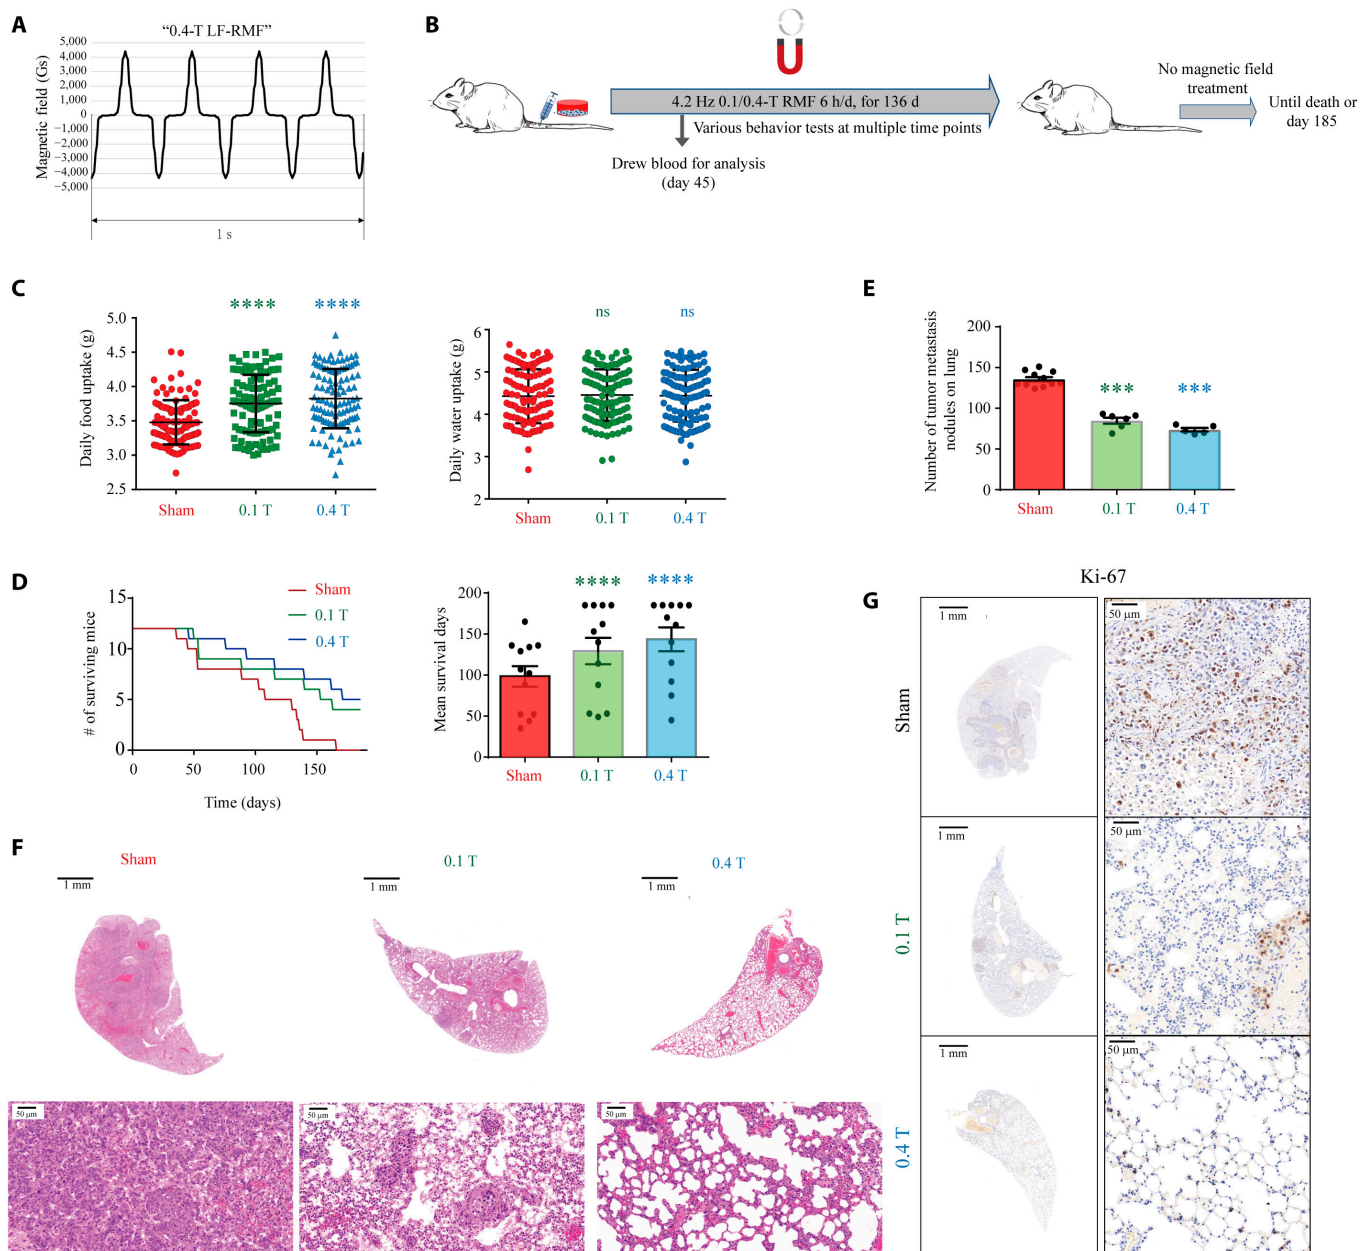 A
"0.4-T LF-RMF"
Magnetic field (Gs)
5,000
4,000
3,000
2,000
1,000
0
−1,000
−2,000
−3,000
−4,000
−5,000
1 s
B
4.2 Hz 0.1/0.4-T RMF 6 h/d, for 136 d
Various behavior tests at multiple time points
Drew blood for analysis
(day 45)
No magnetic field
treatment
Until death or
day 185
C
**** ****
Daily food uptake (g)
5.0
4.5
4.0
3.5
3.0
2.5
Sham 0.1 T 0.4 T
ns ns
Daily water uptake (g)
6
5
4
3
2
Sham 0.1 T 0.4 T
E
Number of tumor metastasis
nodules on lung
200
150
100
50
0
*** ***
Sham 0.1 T 0.4 T
D
# of surviving mice
15
10
5
0
Sham
0.1 T
0.4 T
0 50 100 150
Time (days)
**** ****
Mean survival days
200
150
100
50
0
Sham 0.1 T 0.4 T
F
Sham 0.1 T 0.4 T
1 mm 1 mm 1 mm
50 µm 50 µm 50 µm
G
Ki-67
Sham
1 mm 50 µm
0.1 T
1 mm 50 µm
0.4 T
1 mm 50 µm